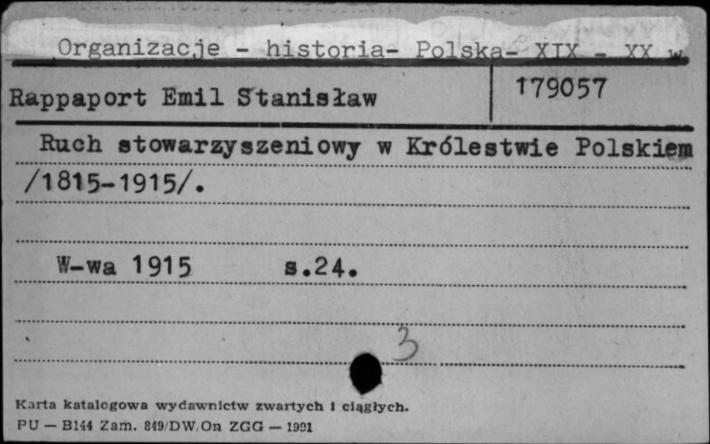 Organizacje - historia- Polska- XIX - XX w
Rappaport Emil Stanisław
179057
Ruch stowarzyszeniowy w Królestwie Polskiem
/1815-1915/.
W-wa 1915 s.24.
3
Karta katalogowa wydawnictw zwartych i ciągłych.
PU — B144 Zam. 849/DW/On ZGG — 1991